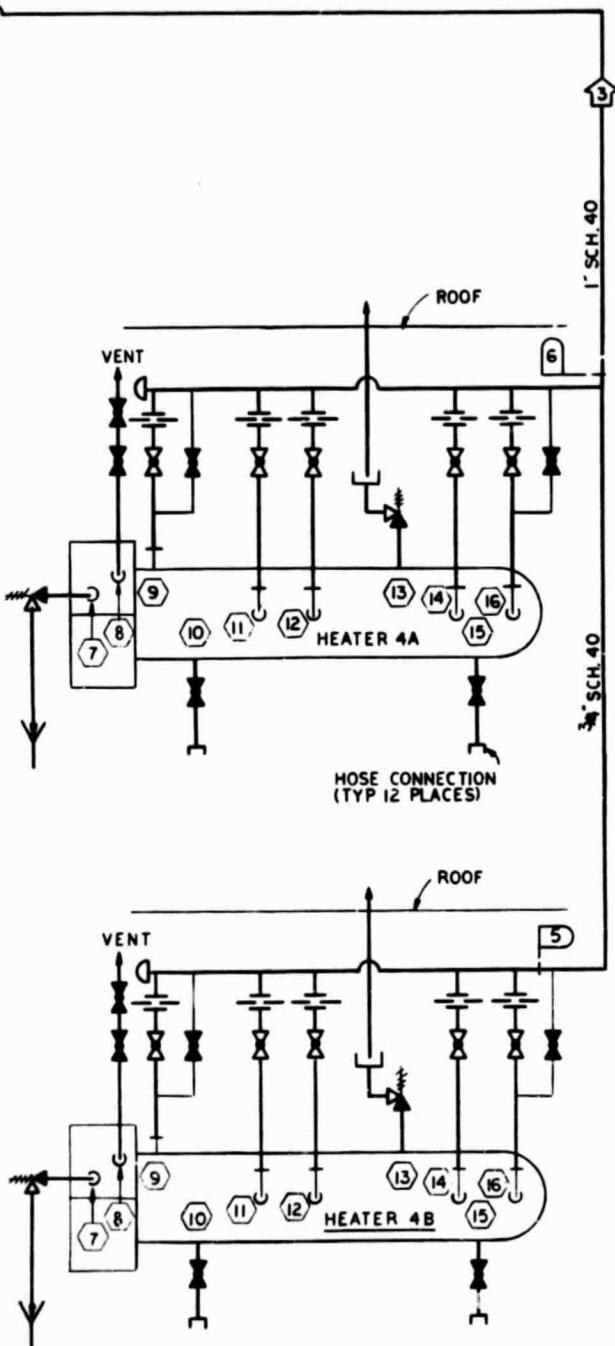 3
1" SCH. 40
ROOF
6
VENT
9
13
7
8
10
11
12
HEATER 4A
14
15
16
3/4" SCH. 40
HOSE CONNECTION
(TYP 12 PLACES)
ROOF
5
VENT
9
13
7
8
10
11
12
HEATER 4B
14
15
16